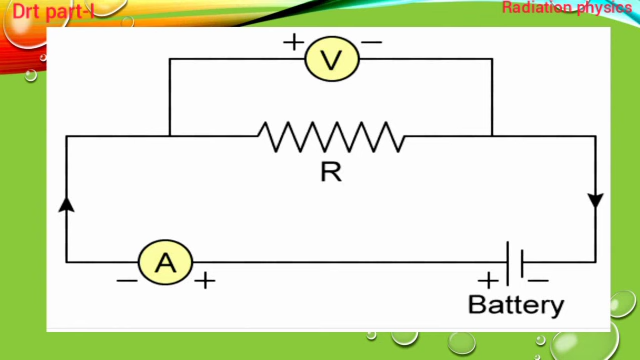 Drt part-I
Radiation physics
+ V −
R
− A + + −
Battery